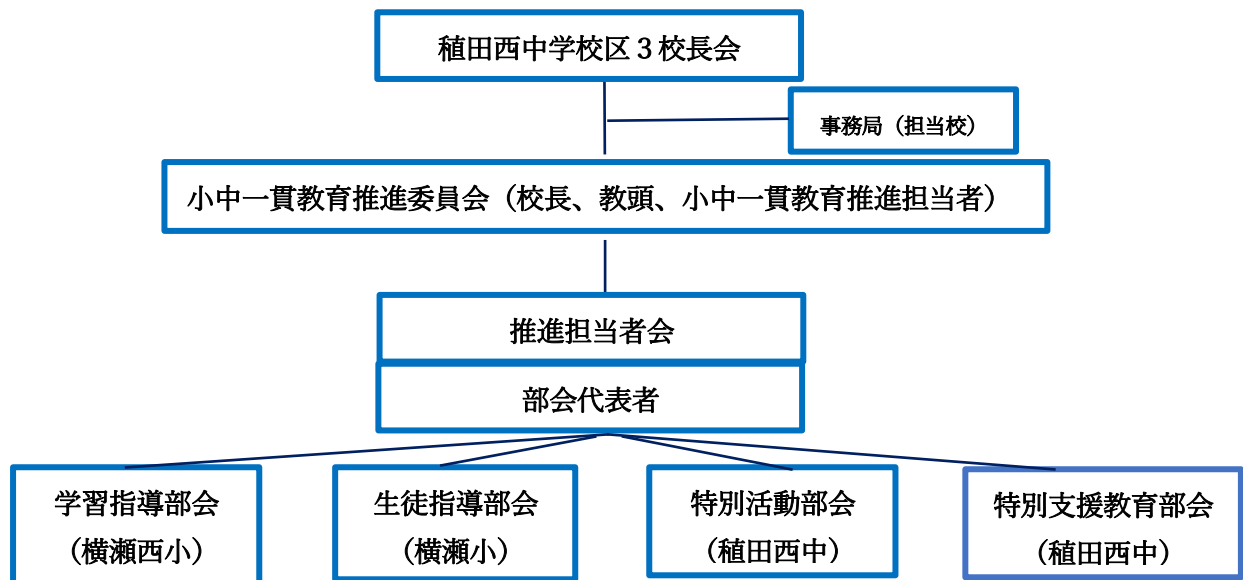 稙田西中学校区３校長会
事務局（担当校）
小中一貫教育推進委員会（校長、教頭、小中一貫教育推進担当者）
推進担当者会
部会代表者
学習指導部会
（横瀬西小）
生徒指導部会
（横瀬小）
特別活動部会
（稙田西中）
特別支援教育部会
（稙田西中）